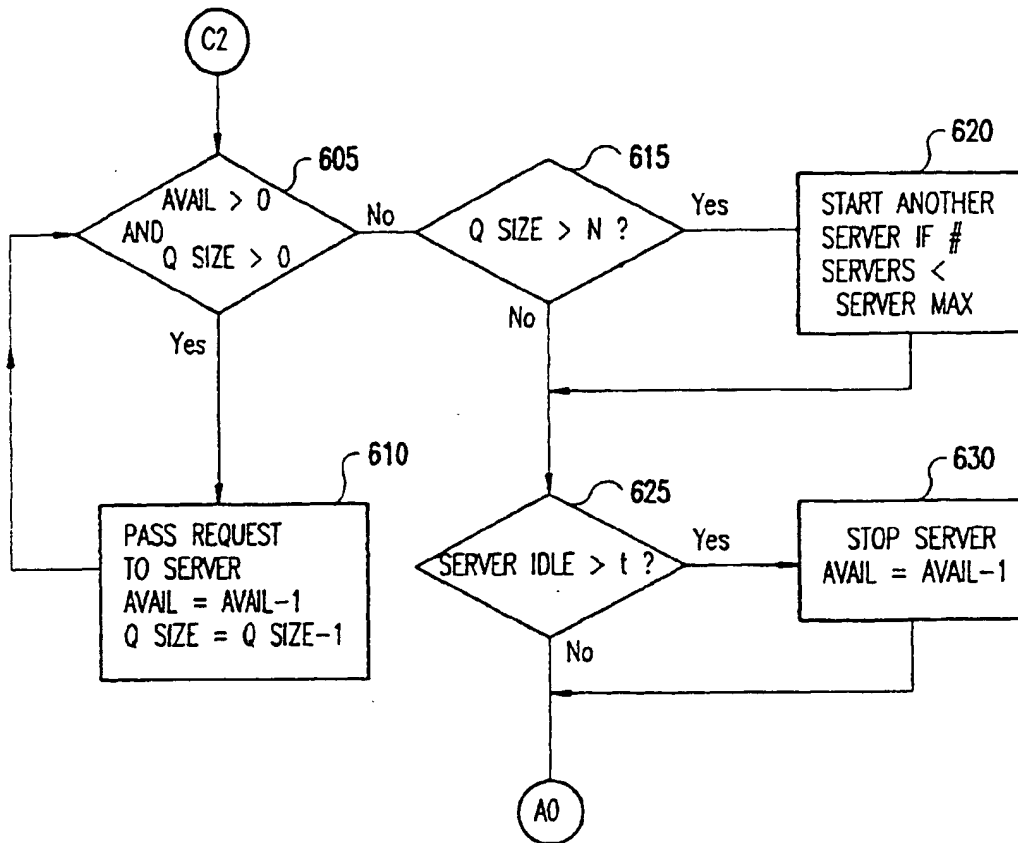 C2
605
AVAIL > 0
AND
Q SIZE > 0
No
Yes
610
PASS REQUEST
TO SERVER
AVAIL = AVAIL-1
Q SIZE = Q SIZE-1
615
Q SIZE > N ?
Yes
No
620
START ANOTHER
SERVER IF #
SERVERS <
SERVER MAX
625
SERVER IDLE > t ?
Yes
No
630
STOP SERVER
AVAIL = AVAIL-1
A0